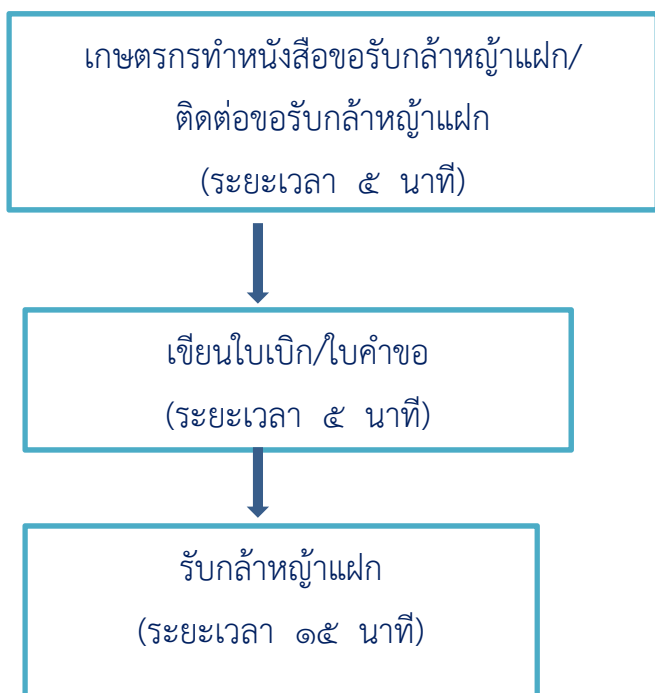 เกษตรกรทำหนังสือขอรับกล้าหญ้าแฝก/
ติดต่อขอรับกล้าหญ้าแฝก
(ระยะเวลา ๕ นาที)
เขียนใบเบิก/ใบคำขอ
(ระยะเวลา ๕ นาที)
รับกล้าหญ้าแฝก
(ระยะเวลา ๑๕ นาที)